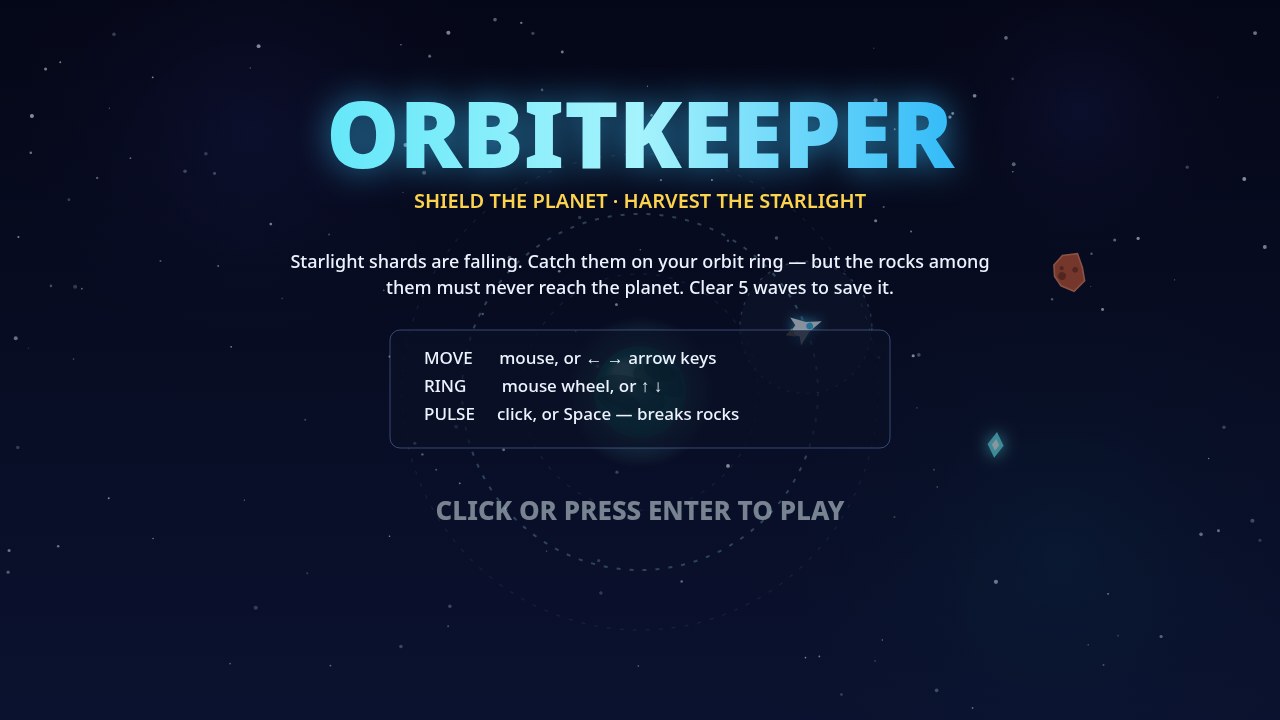 ORBITKEEPER
SHIELD THE PLANET · HARVEST THE STARLIGHT
Starlight shards are falling. Catch them on your orbit ring — but the rocks among
them must never reach the planet. Clear 5 waves to save it.
MOVE mouse, or ← → arrow keys
RING mouse wheel, or ↑ ↓
PULSE click, or Space — breaks rocks
CLICK OR PRESS ENTER TO PLAY